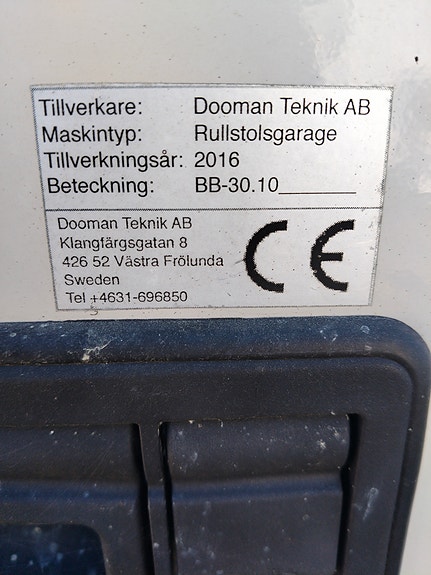 Tillverkare: Dooman Teknik AB
Maskintyp: Rullstolsgarage
Tillverkningsår: 2016
Beteckning: BB-30.10________
Dooman Teknik AB
Klangfärgsgatan 8
426 52 Västra Frölunda
Sweden
Tel +4631-696850
CE